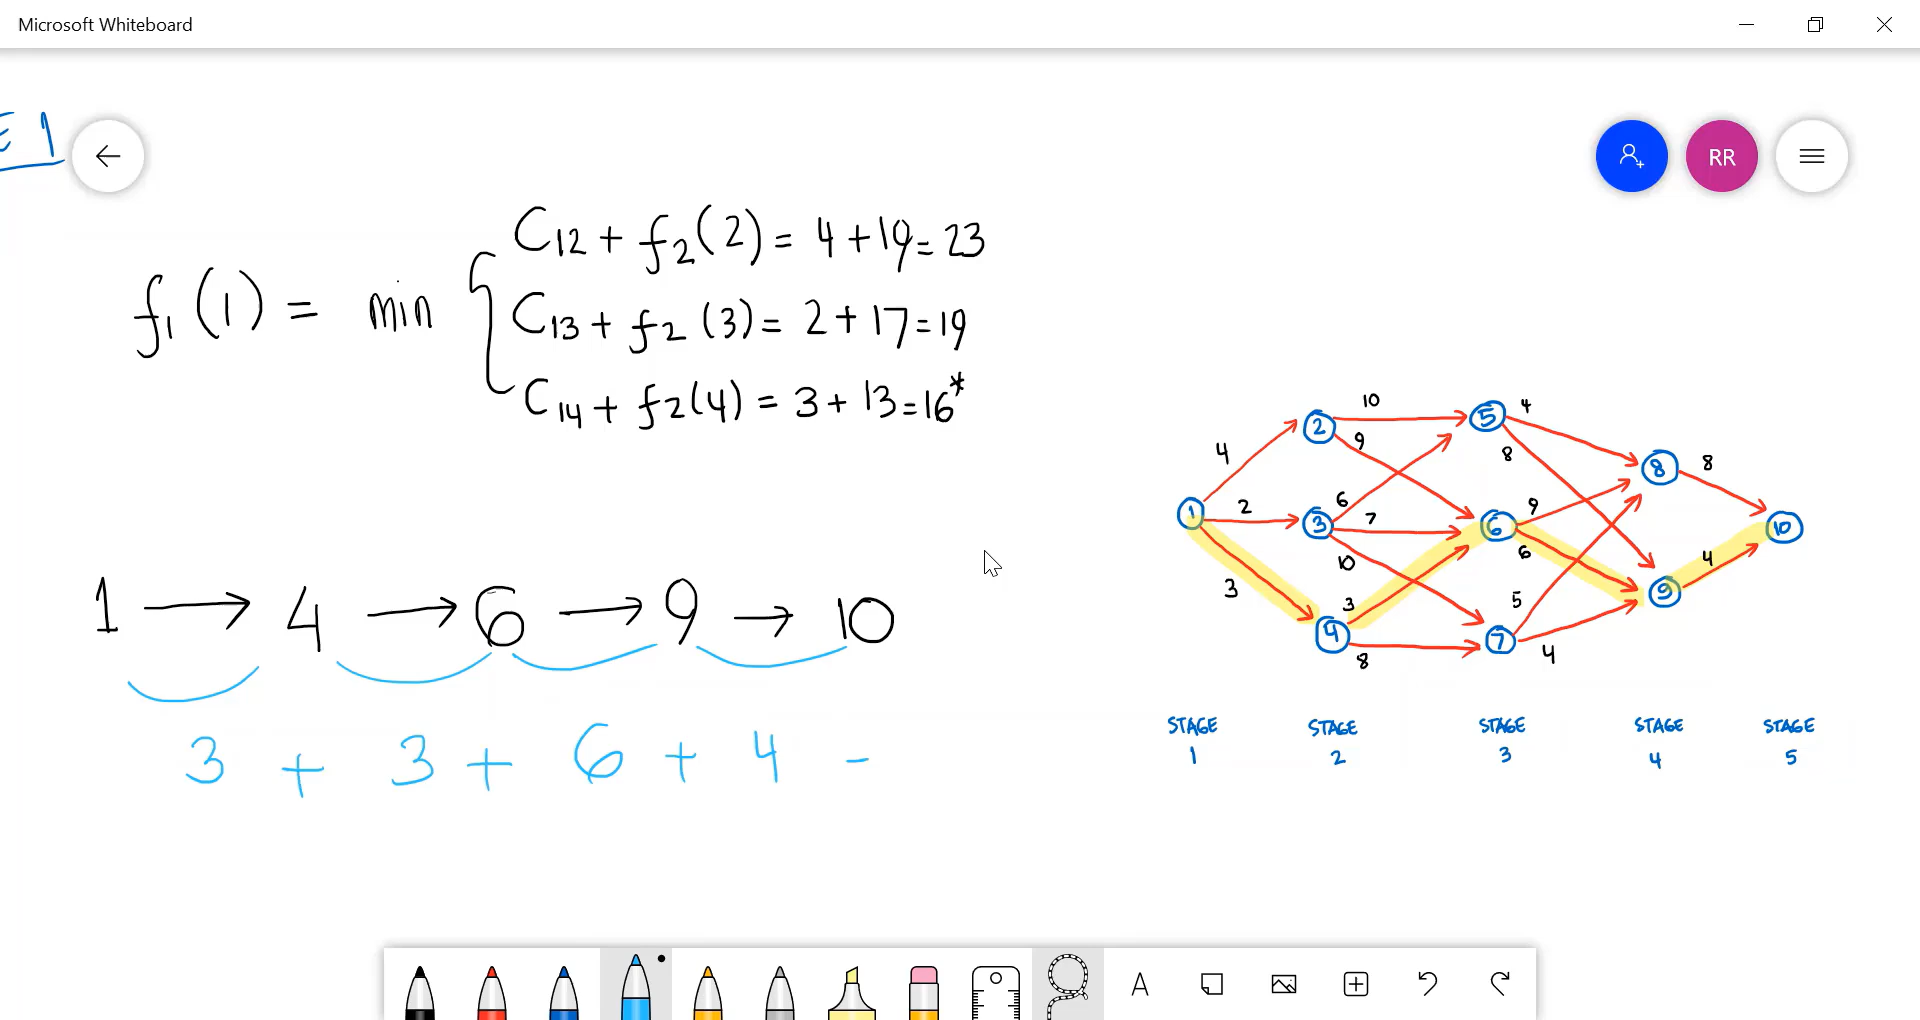 Microsoft Whiteboard
E 1
RR
C12 + f2(2) = 4 + 19 = 23
f1(1) = min
C13 + f2(3) = 2 + 17 = 19
C14 + f2(4) = 3 + 13 = 16*
1 → 4 → 6 → 9 → 10
3 + 3 + 6 + 4 -
10
4
2 5
9
4 8
8 8
6 9
1 2 3 7 6 10
10 6 4
3 3 5 9
4 7
8 4
STAGE STAGE STAGE STAGE STAGE
1 2 3 4 5
A